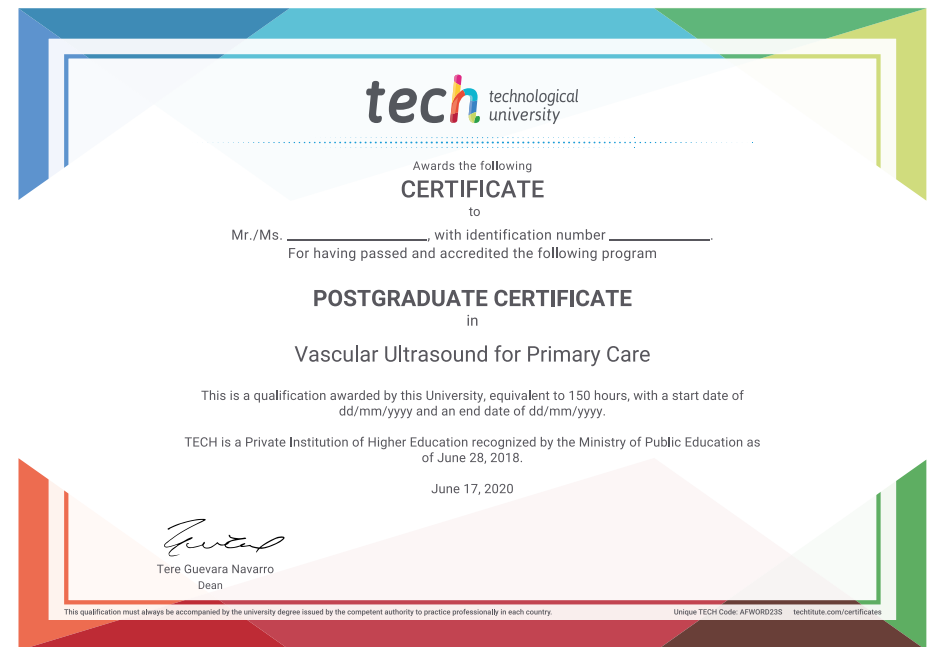 tech technological
university
Awards the following
CERTIFICATE
to
Mr./Ms. ____________________, with identification number ______________.
For having passed and accredited the following program
POSTGRADUATE CERTIFICATE
in
Vascular Ultrasound for Primary Care
This is a qualification awarded by this University, equivalent to 150 hours, with a start date of
dd/mm/yyyy and an end date of dd/mm/yyyy.
TECH is a Private Institution of Higher Education recognized by the Ministry of Public Education as
of June 28, 2018.
June 17, 2020
Tere Guevara Navarro
Dean
This qualification must always be accompanied by the university degree issued by the competent authority to practice professionally in each country.
Unique TECH Code: AFWORD23S techtitute.com/certificates